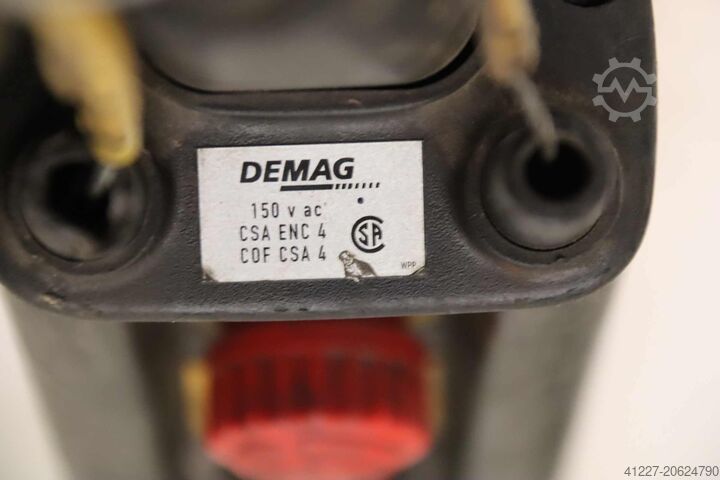 DEMAG
150 v ac
CSA ENC 4
COF CSA 4
SA
WPP
41227-20624790